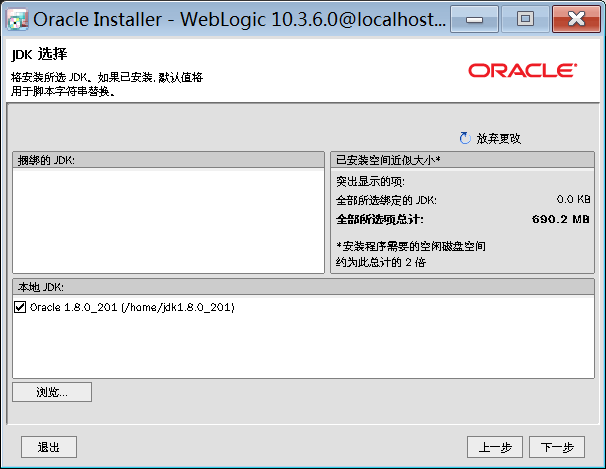 Oracle Installer - WebLogic 10.3.6.0@localhost...
JDK 选择
将安装所选 JDK。如果已安装, 默认值将
用于脚本字符串替换。
ORACLE
放弃更改
捆绑的 JDK:
已安装空间近似大小*
突出显示的项:
全部所选绑定的 JDK: 0.0 KB
全部所选项总计: 690.2 MB
*安装程序需要的空闲磁盘空间
约为此总计的 2 倍
本地 JDK:
Oracle 1.8.0_201 (/home/jdk1.8.0_201)
浏览...
退出
上一步
下一步